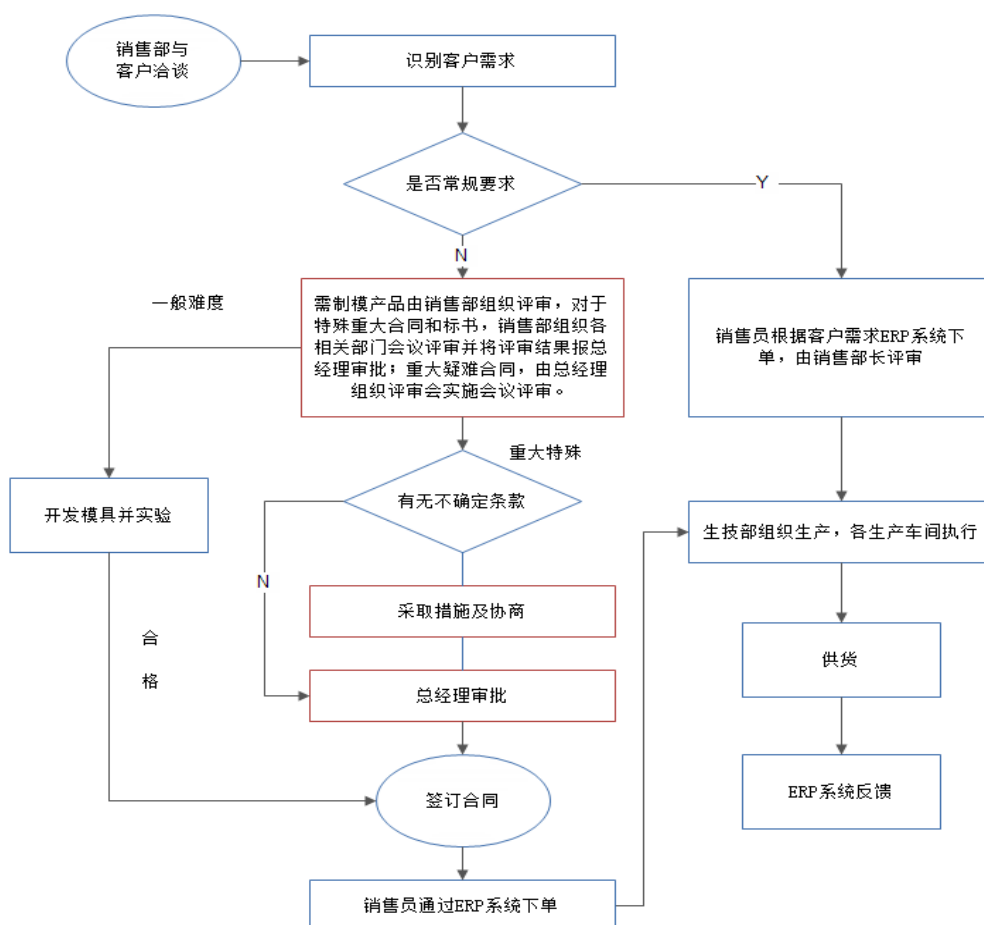 销售部与
客户洽谈
识别客户需求
是否常规要求
Y
N
一般难度
需制模产品由销售部组织评审，对于
特殊重大合同和标书，销售部组织各
相关部门会议评审并将评审结果报总
经理审批；重大疑难合同，由总经理
组织评审会实施会议评审。
销售员根据客户需求ERP系统下
单，由销售部长评审
重大特殊
开发模具并实验
有无不确定条款
生技部组织生产，各生产车间执行
N
采取措施及协商
合
格
供货
总经理审批
签订合同
ERP系统反馈
销售员通过ERP系统下单